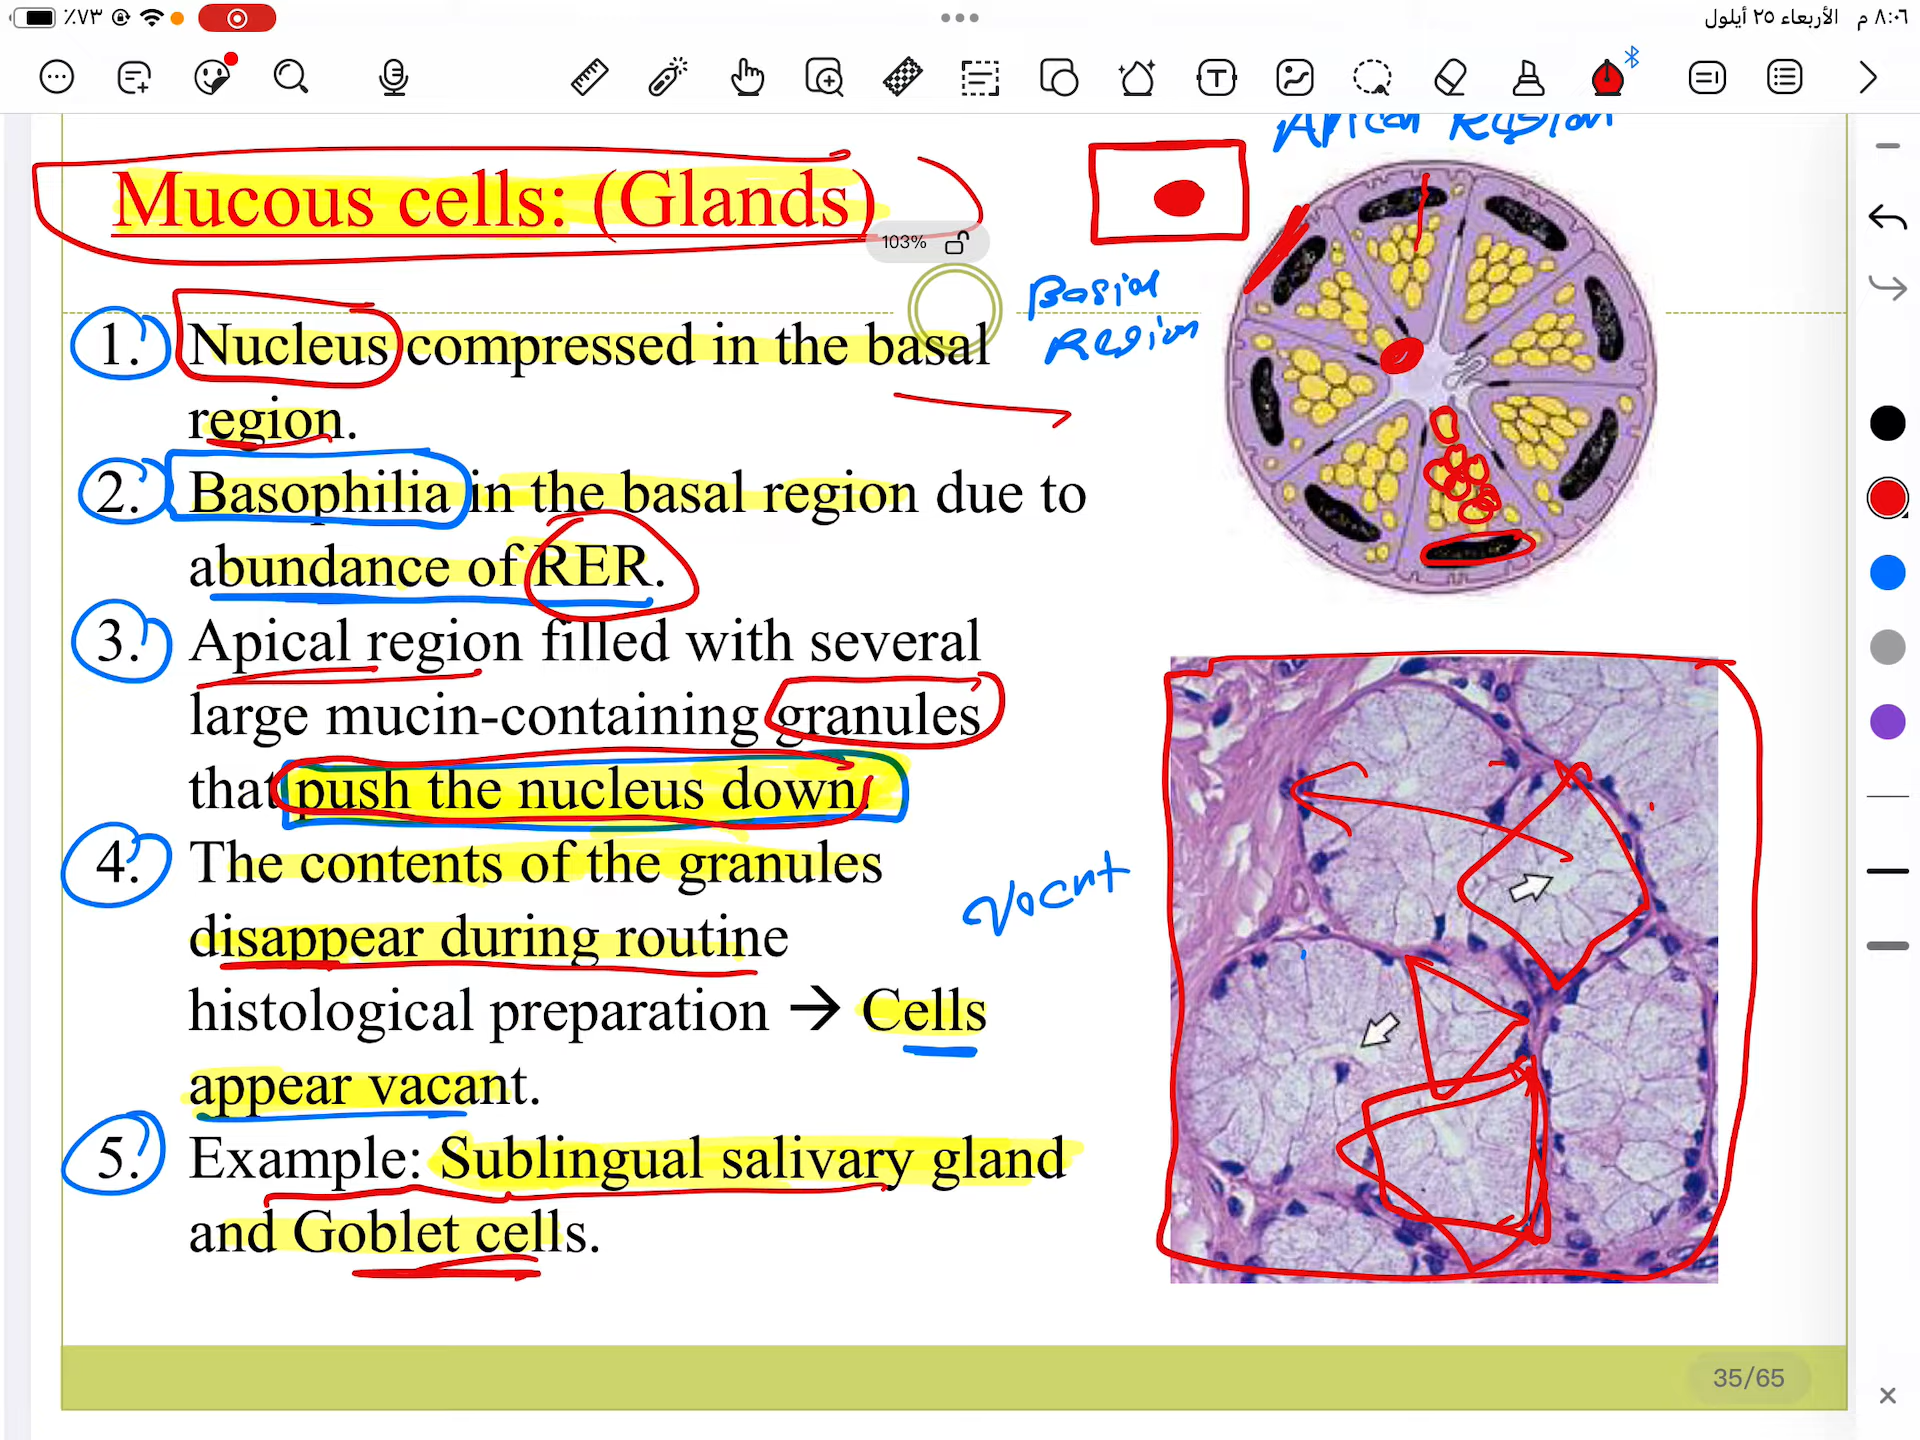 ٪٧٣
٨:٠٦ م الأربعاء ٢٥ أيلول
Apical Region
Mucous cells: (Glands)
103%
Basial
Region
1. Nucleus compressed in the basal
region.
2. Basophilia in the basal region due to
abundance of RER.
3. Apical region filled with several
large mucin-containing granules
that push the nucleus down.
4. The contents of the granules
disappear during routine
histological preparation → Cells
appear vacant.
Vacant
5. Example: Sublingual salivary gland
and Goblet cells.
35/65